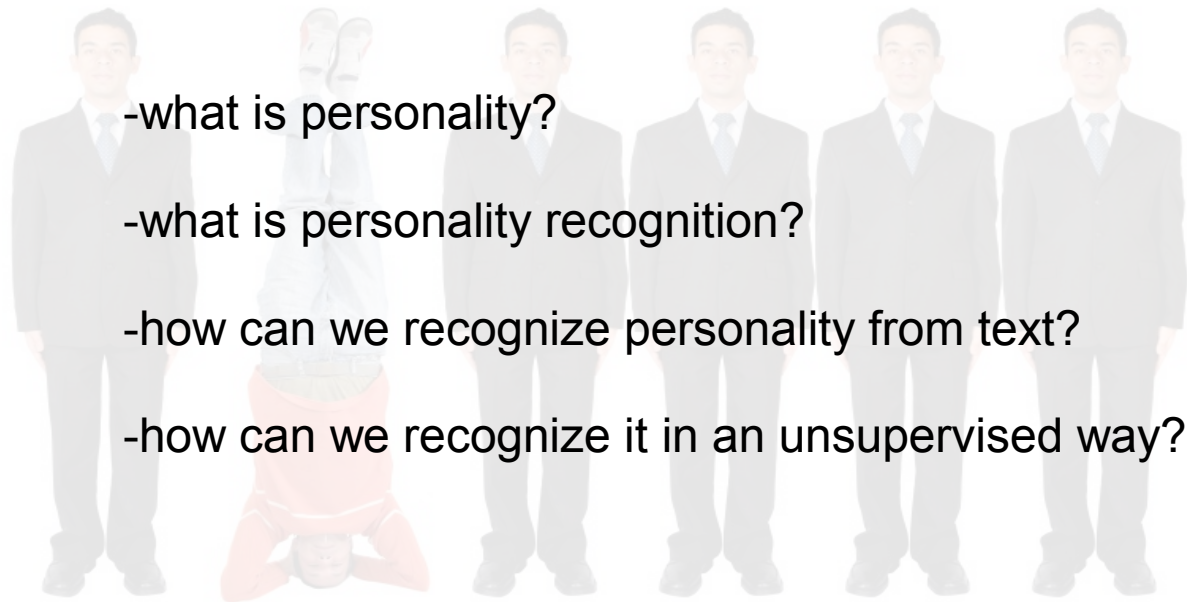 -what is personality?
-what is personality recognition?
-how can we recognize personality from text?
-how can we recognize it in an unsupervised way?